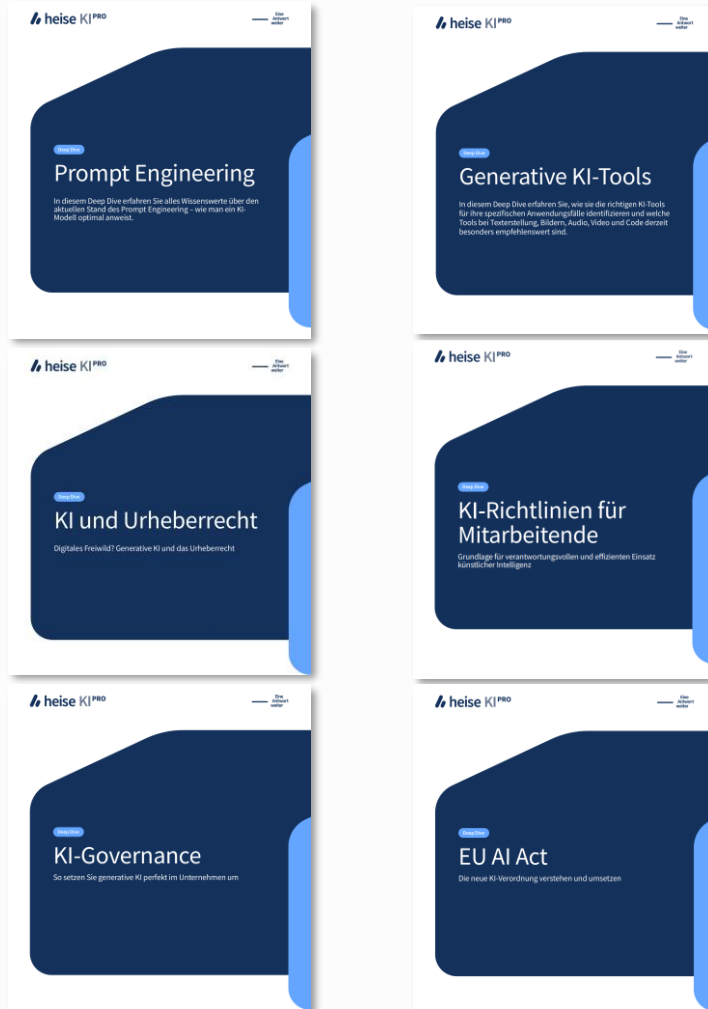 heise KI PRO
Eine
Antwort
weiter
Deep Dive
Prompt Engineering
In diesem Deep Dive erfahren Sie alles Wissenswerte über den
aktuellen Stand des Prompt Engineering – wie man ein KI-
Modell optimal anweist.
heise KI PRO
Eine
Antwort
weiter
Deep Dive
Generative KI-Tools
In diesem Deep Dive erfahren Sie, wie sie die richtigen KI-Tools
für ihre spezifischen Anwendungsfälle identifizieren und welche
Tools bei Texterstellung, Bildern, Audio, Video und Code derzeit
besonders empfehlenswert sind.
heise KI PRO
Eine
Antwort
weiter
Deep Dive
KI und Urheberrecht
Digitales Freiwild? Generative KI und das Urheberrecht
heise KI PRO
Eine
Antwort
weiter
Deep Dive
KI-Richtlinien für
Mitarbeitende
Grundlage für verantwortungsvollen und effizienten Einsatz
künstlicher Intelligenz
heise KI PRO
Eine
Antwort
weiter
Deep Dive
KI-Governance
So setzen Sie generative KI perfekt im Unternehmen um
heise KI PRO
Eine
Antwort
weiter
Deep Dive
EU AI Act
Die neue KI-Verordnung verstehen und umsetzen